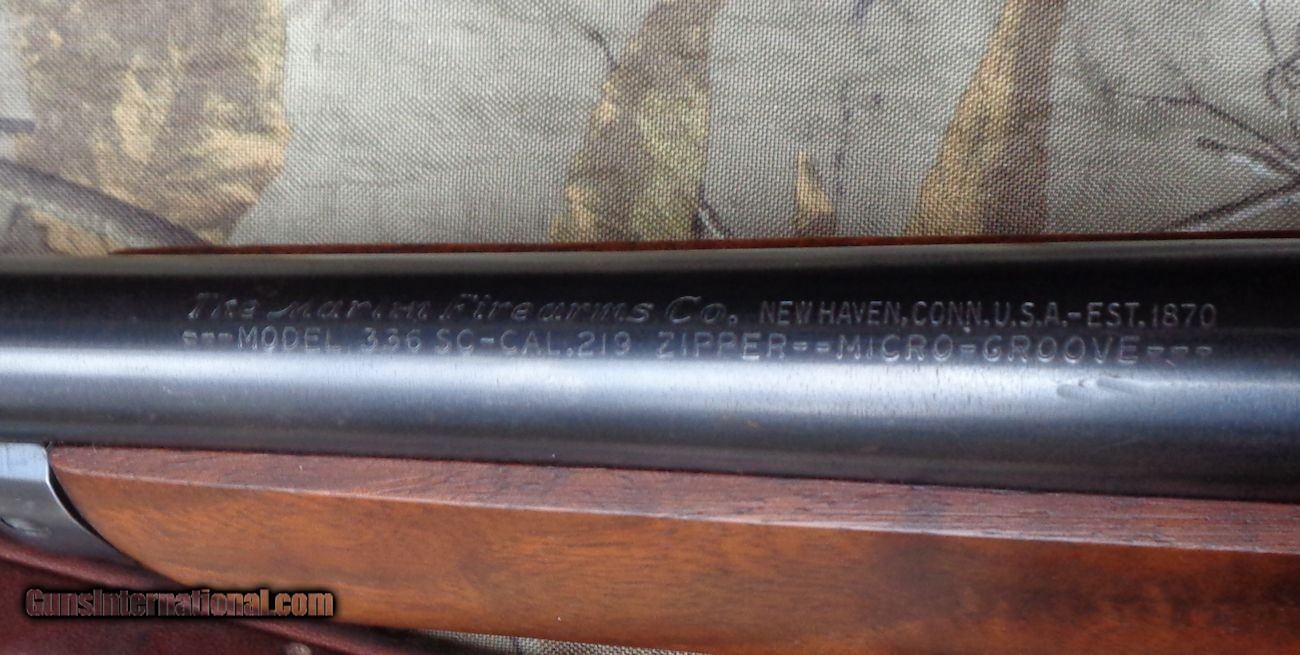 The Marlin Firearms Co. NEW HAVEN, CONN. U.S.A.-EST. 1870
---MODEL 336 SC-CAL. 219 ZIPPER--MICRO-GROOVE---
GunsInternational.com